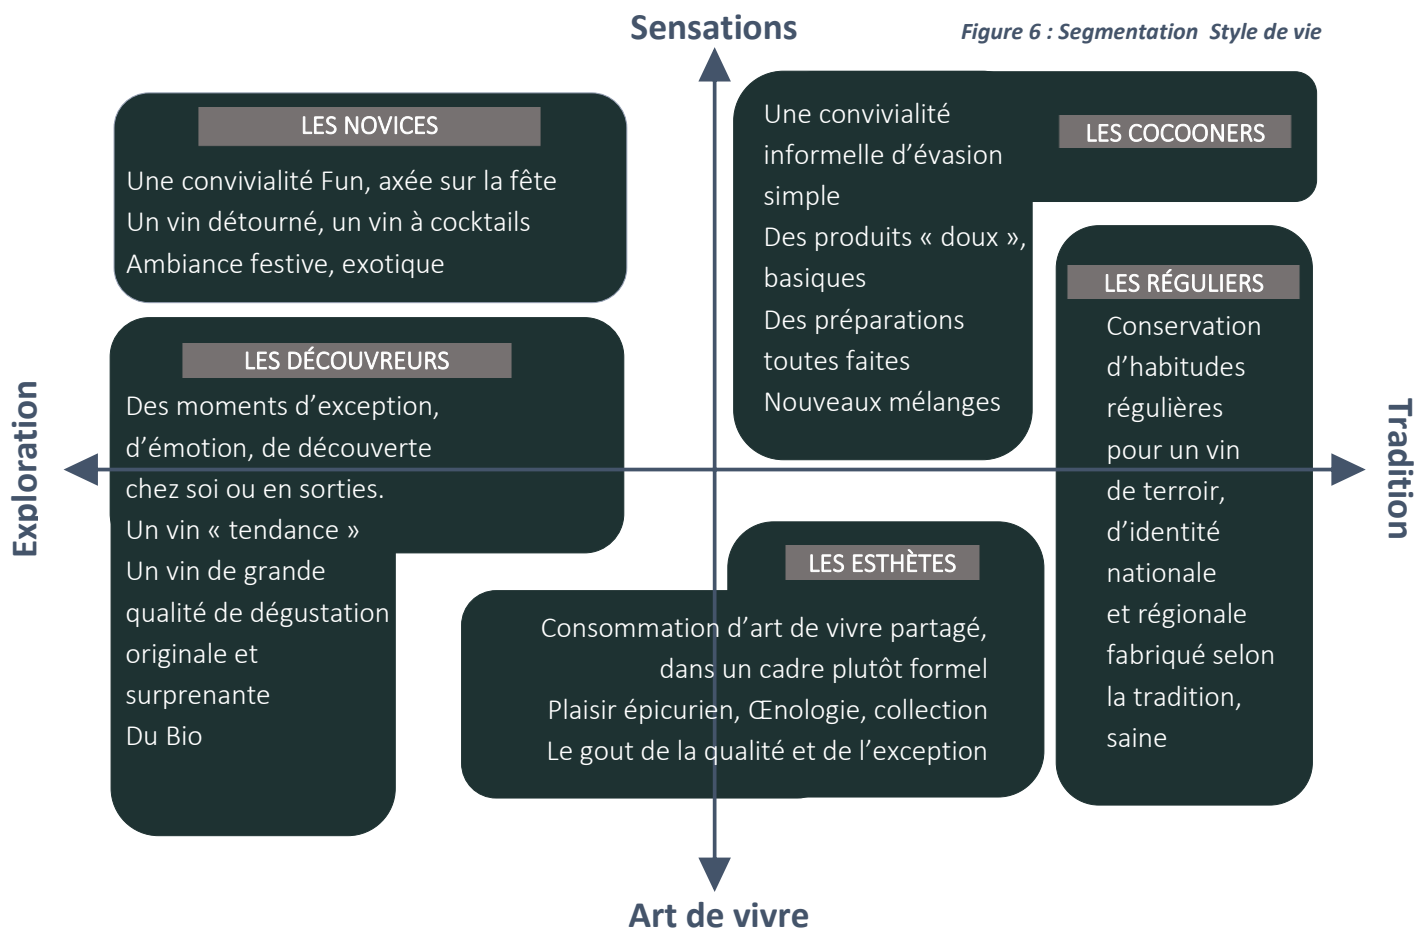 Sensations
Figure 6 : Segmentation Style de vie
LES NOVICES
Une convivialité Fun, axée sur la fête
Un vin détourné, un vin à cocktails
Ambiance festive, exotique
Une convivialité
informelle d’évasion
simple
Des produits « doux »,
basiques
Des préparations
toutes faites
Nouveaux mélanges
LES COCOONERS
LES RÉGULIERS
Conservation
d’habitudes
régulières
pour un vin
de terroir,
d’identité
nationale
et régionale
fabriqué selon
la tradition,
saine
LES DÉCOUVREURS
Des moments d’exception,
d’émotion, de découverte
chez soi ou en sorties.
Un vin « tendance »
Un vin de grande
qualité de dégustation
originale et
surprenante
Du Bio
Exploration
Tradition
LES ESTHÈTES
Consommation d’art de vivre partagé,
dans un cadre plutôt formel
Plaisir épicurien, Œnologie, collection
Le gout de la qualité et de l’exception
Art de vivre